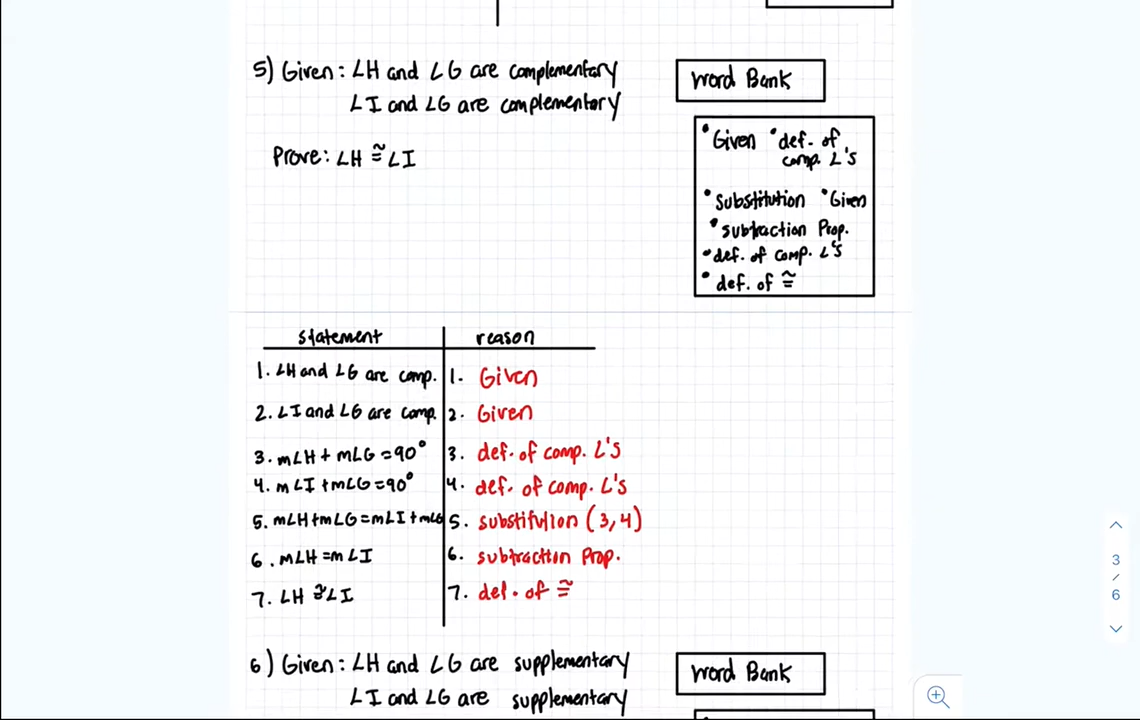 5) Given: ∠H and ∠G are complementary
∠I and ∠G are complementary
Prove: ∠H ≅ ∠I
Word Bank
• Given • def. of
comp. ∠'s
• substitution • Given
• subtraction Prop.
• def. of comp. ∠'s
• def. of ≅
statement reason
1. ∠H and ∠G are comp. 1. Given
2. ∠I and ∠G are comp. 2. Given
3. m∠H + m∠G = 90° 3. def. of comp. ∠'s
4. m∠I + m∠G = 90° 4. def. of comp. ∠'s
5. m∠H + m∠G = m∠I + m∠G 5. substitution (3,4)
6. m∠H = m∠I 6. subtraction Prop.
7. ∠H ≅ ∠I 7. def. of ≅
6) Given: ∠H and ∠G are supplementary
∠I and ∠G are supplementary
Word Bank
3
/
6